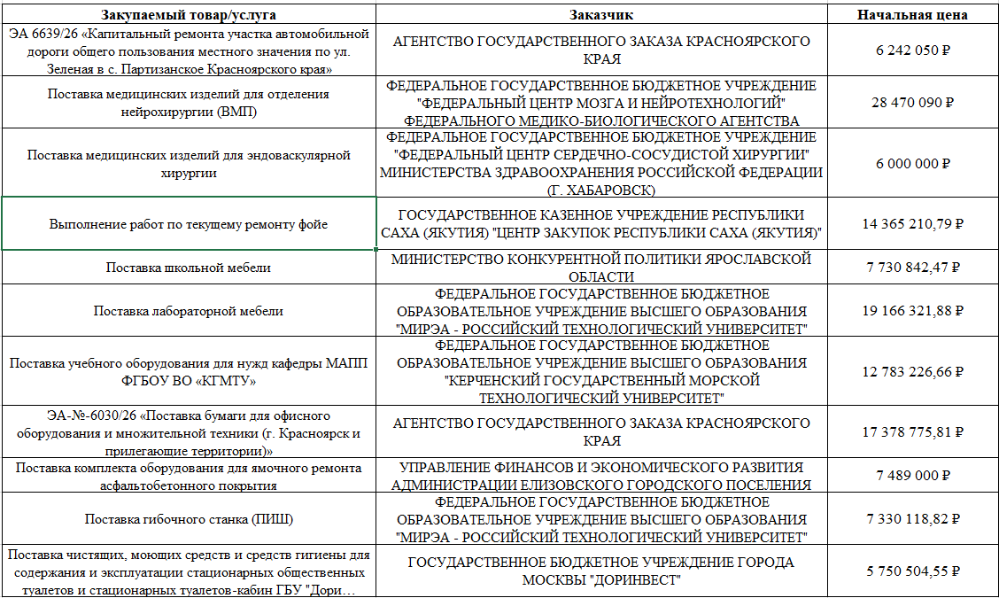 Закупаемый товар/услуга
Заказчик
Начальная цена
ЭА 6639/26 «Капитальный ремонта участка автомобильной
дороги общего пользования местного значения по ул.
Зеленая в с. Партизанское Красноярского края»
АГЕНТСТВО ГОСУДАРСТВЕННОГО ЗАКАЗА КРАСНОЯРСКОГО
КРАЯ
6 242 050 ₽
Поставка медицинских изделий для отделения
нейрохирургии (ВМП)
ФЕДЕРАЛЬНОЕ ГОСУДАРСТВЕННОЕ БЮДЖЕТНОЕ УЧРЕЖДЕНИЕ
"ФЕДЕРАЛЬНЫЙ ЦЕНТР МОЗГА И НЕЙРОТЕХНОЛОГИЙ"
ФЕДЕРАЛЬНОГО МЕДИКО-БИОЛОГИЧЕСКОГО АГЕНТСТВА
28 470 090 ₽
Поставка медицинских изделий для эндоваскулярной
хирургии
ФЕДЕРАЛЬНОЕ ГОСУДАРСТВЕННОЕ БЮДЖЕТНОЕ УЧРЕЖДЕНИЕ
"ФЕДЕРАЛЬНЫЙ ЦЕНТР СЕРДЕЧНО-СОСУДИСТОЙ ХИРУРГИИ"
МИНИСТЕРСТВА ЗДРАВООХРАНЕНИЯ РОССИЙСКОЙ ФЕДЕРАЦИИ
(Г. ХАБАРОВСК)
6 000 000 ₽
Выполнение работ по текущему ремонту фойе
ГОСУДАРСТВЕННОЕ КАЗЕННОЕ УЧРЕЖДЕНИЕ РЕСПУБЛИКИ
САХА (ЯКУТИЯ) "ЦЕНТР ЗАКУПОК РЕСПУБЛИКИ САХА (ЯКУТИЯ)"
14 365 210,79 ₽
Поставка школьной мебели
МИНИСТЕРСТВО КОНКУРЕНТНОЙ ПОЛИТИКИ ЯРОСЛАВСКОЙ
ОБЛАСТИ
7 730 842,47 ₽
Поставка лабораторной мебели
ФЕДЕРАЛЬНОЕ ГОСУДАРСТВЕННОЕ БЮДЖЕТНОЕ
ОБРАЗОВАТЕЛЬНОЕ УЧРЕЖДЕНИЕ ВЫСШЕГО ОБРАЗОВАНИЯ
"МИРЭА - РОССИЙСКИЙ ТЕХНОЛОГИЧЕСКИЙ УНИВЕРСИТЕТ"
19 166 321,88 ₽
Поставка учебного оборудования для нужд кафедры МАПП
ФГБОУ ВО «КГМТУ»
ФЕДЕРАЛЬНОЕ ГОСУДАРСТВЕННОЕ БЮДЖЕТНОЕ
ОБРАЗОВАТЕЛЬНОЕ УЧРЕЖДЕНИЕ ВЫСШЕГО ОБРАЗОВАНИЯ
"КЕРЧЕНСКИЙ ГОСУДАРСТВЕННЫЙ МОРСКОЙ
ТЕХНОЛОГИЧЕСКИЙ УНИВЕРСИТЕТ"
12 783 226,66 ₽
ЭА-№-6030/26 «Поставка бумаги для офисного
оборудования и множительной техники (г. Красноярск и
прилегающие территории)»
АГЕНТСТВО ГОСУДАРСТВЕННОГО ЗАКАЗА КРАСНОЯРСКОГО
КРАЯ
17 378 775,81 ₽
Поставка комплекта оборудования для ямочного ремонта
асфальтобетонного покрытия
УПРАВЛЕНИЕ ФИНАНСОВ И ЭКОНОМИЧЕСКОГО РАЗВИТИЯ
АДМИНИСТРАЦИИ ЕЛИЗОВСКОГО ГОРОДСКОГО ПОСЕЛЕНИЯ
7 489 000 ₽
Поставка гибочного станка (ПИШ)
ФЕДЕРАЛЬНОЕ ГОСУДАРСТВЕННОЕ БЮДЖЕТНОЕ
ОБРАЗОВАТЕЛЬНОЕ УЧРЕЖДЕНИЕ ВЫСШЕГО ОБРАЗОВАНИЯ
"МИРЭА - РОССИЙСКИЙ ТЕХНОЛОГИЧЕСКИЙ УНИВЕРСИТЕТ"
7 330 118,82 ₽
Поставка чистящих, моющих средств и средств гигиены для
содержания и эксплуатации стационарных общественных
туалетов и стационарных туалетов-кабин ГБУ "Дори…
ГОСУДАРСТВЕННОЕ БЮДЖЕТНОЕ УЧРЕЖДЕНИЕ ГОРОДА
МОСКВЫ "ДОРИНВЕСТ"
5 750 504,55 ₽